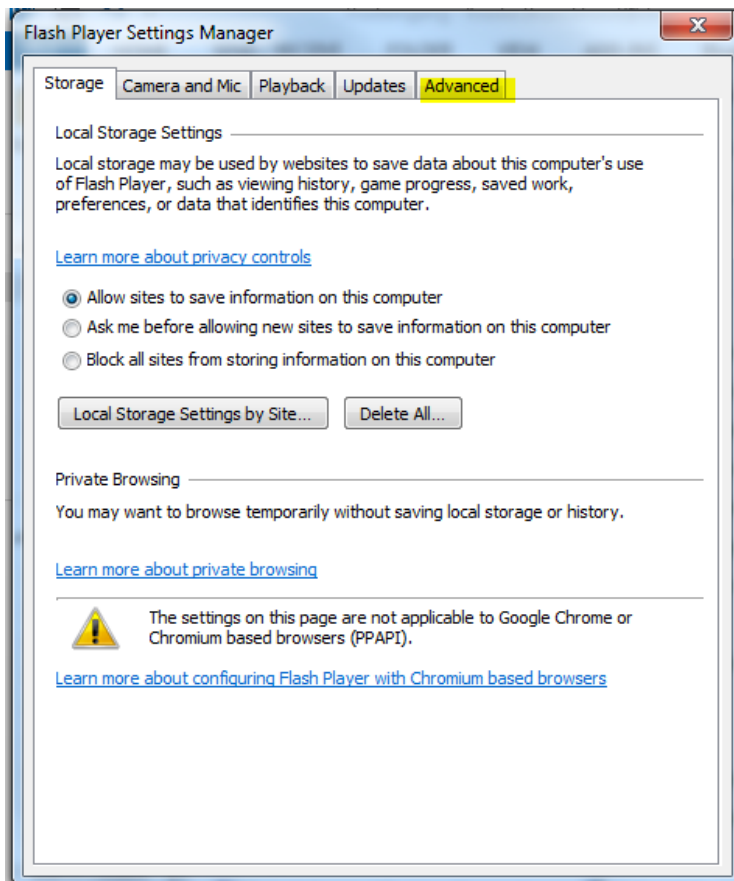 Flash Player Settings Manager
Storage
Camera and Mic
Playback
Updates
Advanced
Local Storage Settings
Local storage may be used by websites to save data about this computer's use
of Flash Player, such as viewing history, game progress, saved work,
preferences, or data that identifies this computer.
Learn more about privacy controls
Allow sites to save information on this computer
Ask me before allowing new sites to save information on this computer
Block all sites from storing information on this computer
Local Storage Settings by Site...
Delete All...
Private Browsing
You may want to browse temporarily without saving local storage or history.
Learn more about private browsing
The settings on this page are not applicable to Google Chrome or
Chromium based browsers (PPAPI).
Learn more about configuring Flash Player with Chromium based browsers